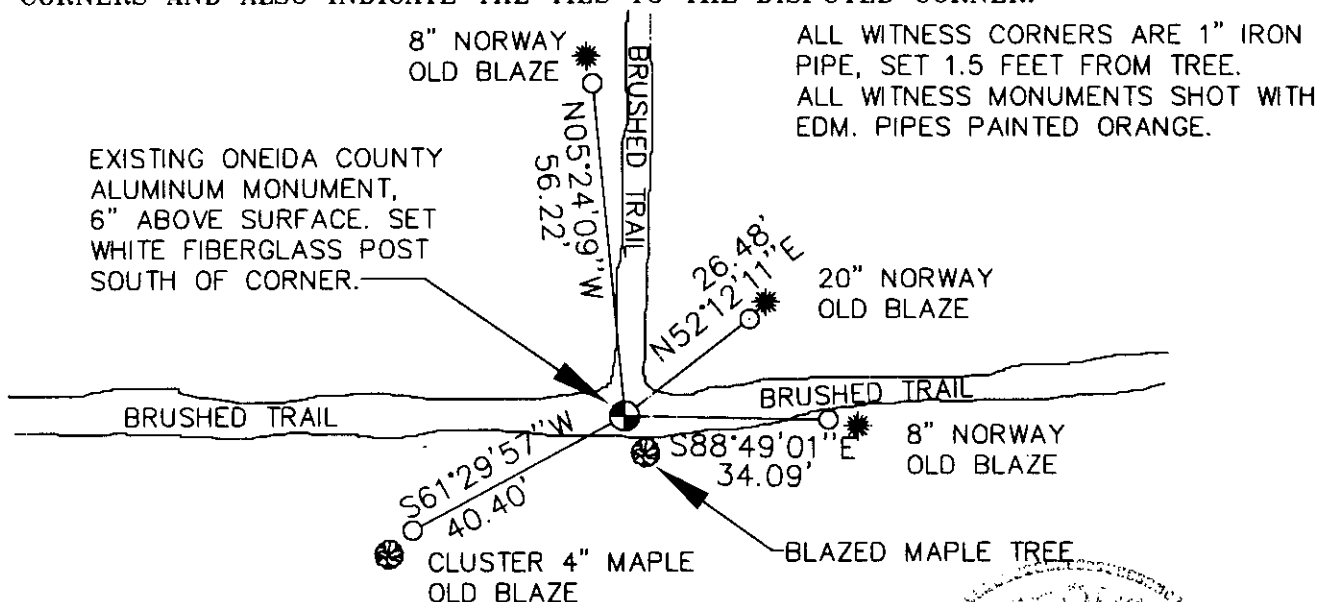 CORNERS AND ALSO INDICATE THE TIES TO THE DISPUTED CORNER.
8" NORWAY
OLD BLAZE
ALL WITNESS CORNERS ARE 1" IRON
PIPE, SET 1.5 FEET FROM TREE.
ALL WITNESS MONUMENTS SHOT WITH
EDM. PIPES PAINTED ORANGE.
BRUSHED TRAIL
N05°24'09"W
56.22'
EXISTING ONEIDA COUNTY
ALUMINUM MONUMENT,
6" ABOVE SURFACE. SET
WHITE FIBERGLASS POST
SOUTH OF CORNER.
26.48'
N52°12'11"E
20" NORWAY
OLD BLAZE
BRUSHED TRAIL
BRUSHED TRAIL
S88°49'01"E
34.09'
8" NORWAY
OLD BLAZE
S61°29'57"W
40.40'
CLUSTER 4" MAPLE
OLD BLAZE
BLAZED MAPLE TREE